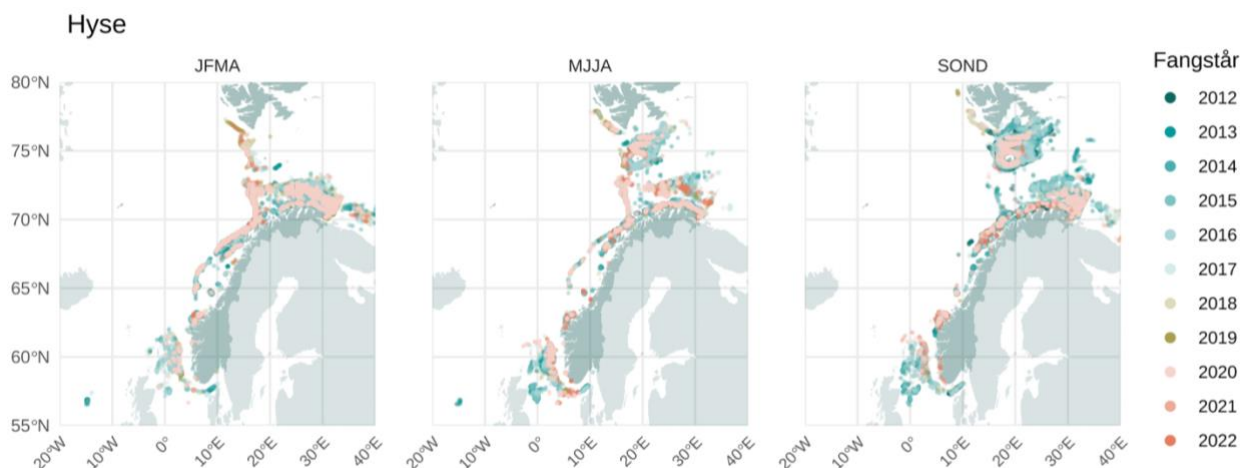 Hyse
JFMA
MJJA
SOND
80°N
75°N
70°N
65°N
60°N
55°N
20°W
10°W
0°
10°E
20°E
30°E
40°E
20°W
10°W
0°
10°E
20°E
30°E
40°E
20°W
10°W
0°
10°E
20°E
30°E
40°E
Fangstår
2012
2013
2014
2015
2016
2017
2018
2019
2020
2021
2022